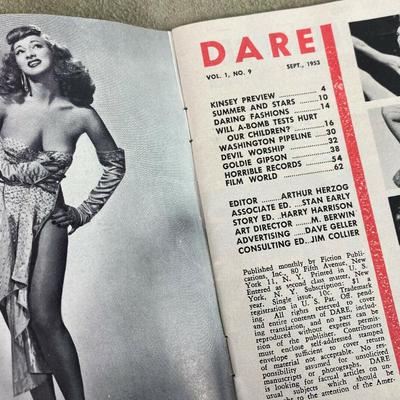 DARE
VOL. 1, NO. 9 SEPT., 1953
KINSEY PREVIEW ............ 4
SUMMER AND STARS ......... 10
DARING FASHIONS .......... 14
WILL A-BOMB TESTS HURT
OUR CHILDREN? ........... 16
WASHINGTON PIPELINE ....30
DEVIL WORSHIP ............ 32
GOLDIE GIPSON ............ 38
HORRIBLE RECORDS ......... 54
FILM WORLD ............... 62
EDITOR - ARTHUR HERZOG
ASSOCIATE ED. .. STAN EARLY
STORY ED. .HARRY HARRISON
ART DIRECTOR .. M. BERWIN
ADVERTISING .. DAVE GELLER
CONSULTING ED. .JIM COLLIER
Published monthly by Fiction Publi-
cations, Inc., 80 Fifth Avenue, New
York 11, N. Y. Printed in U. S.
Entered as second class matter, New
York, N. Y. Subscription: $1 a
year. Single issue, 10c. Trademark
registration in U. S. Pat. Off. pend-
ing. All rights reserved to cover
and entire contents of DARE, includ-
ing translation, and no part can be
reproduced without express permis-
sion of the publisher. Contributors
must enclose self-addressed stamped
envelope sufficient to cover return
of material not acceptable. No res
ponsibility assumed for unsolicited
manuscripts or photographs. DARE
is looking for factual articles on un-
usual subjects which should be
brought to the attention of the Amer-